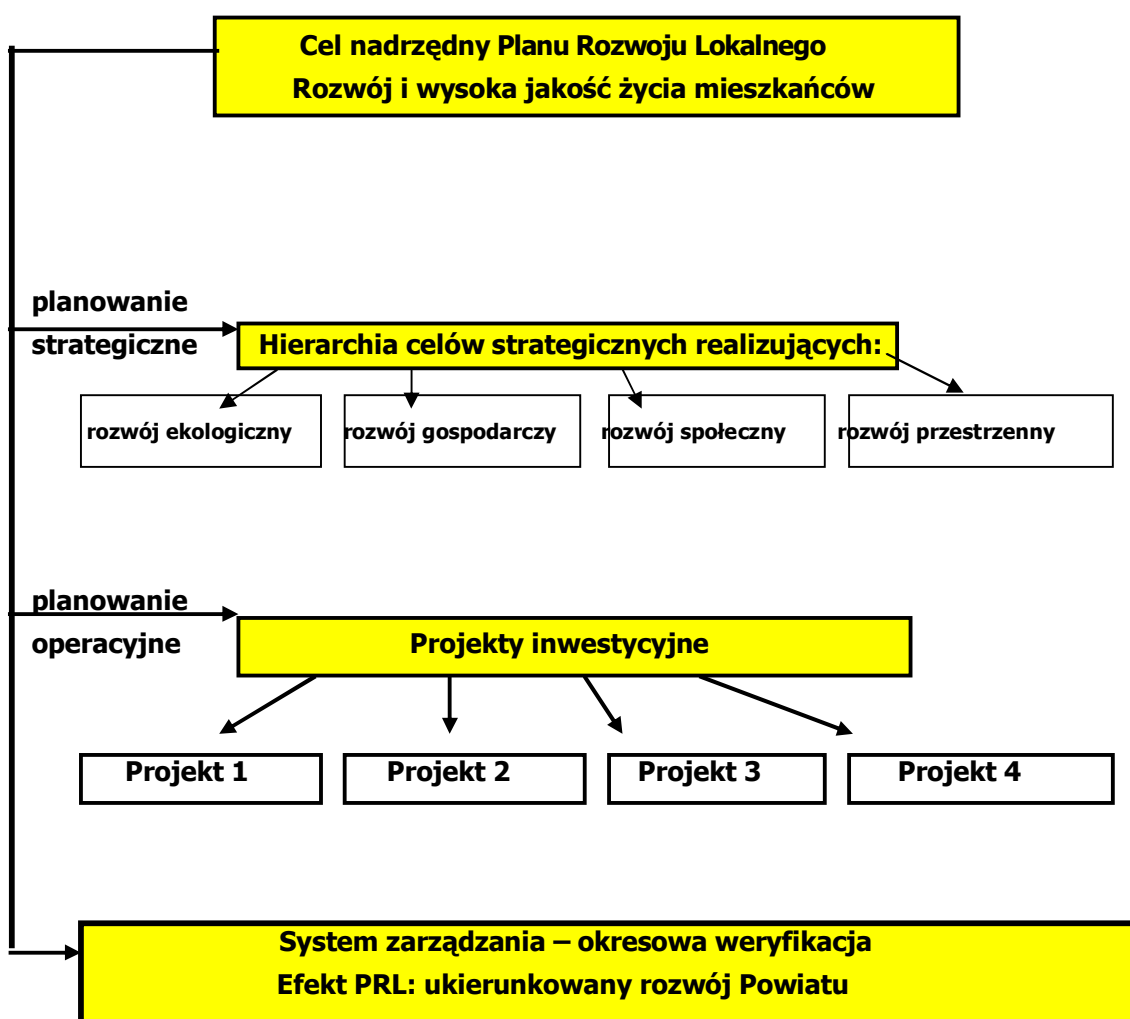 Cel nadrzędny Planu Rozwoju Lokalnego
Rozwój i wysoka jakość życia mieszkańców
planowanie
strategiczne
Hierarchia celów strategicznych realizujących:
rozwój ekologiczny
rozwój gospodarczy
rozwój społeczny
rozwój przestrzenny
planowanie
operacyjne
Projekty inwestycyjne
Projekt 1
Projekt 2
Projekt 3
Projekt 4
System zarządzania – okresowa weryfikacja
Efekt PRL: ukierunkowany rozwój Powiatu